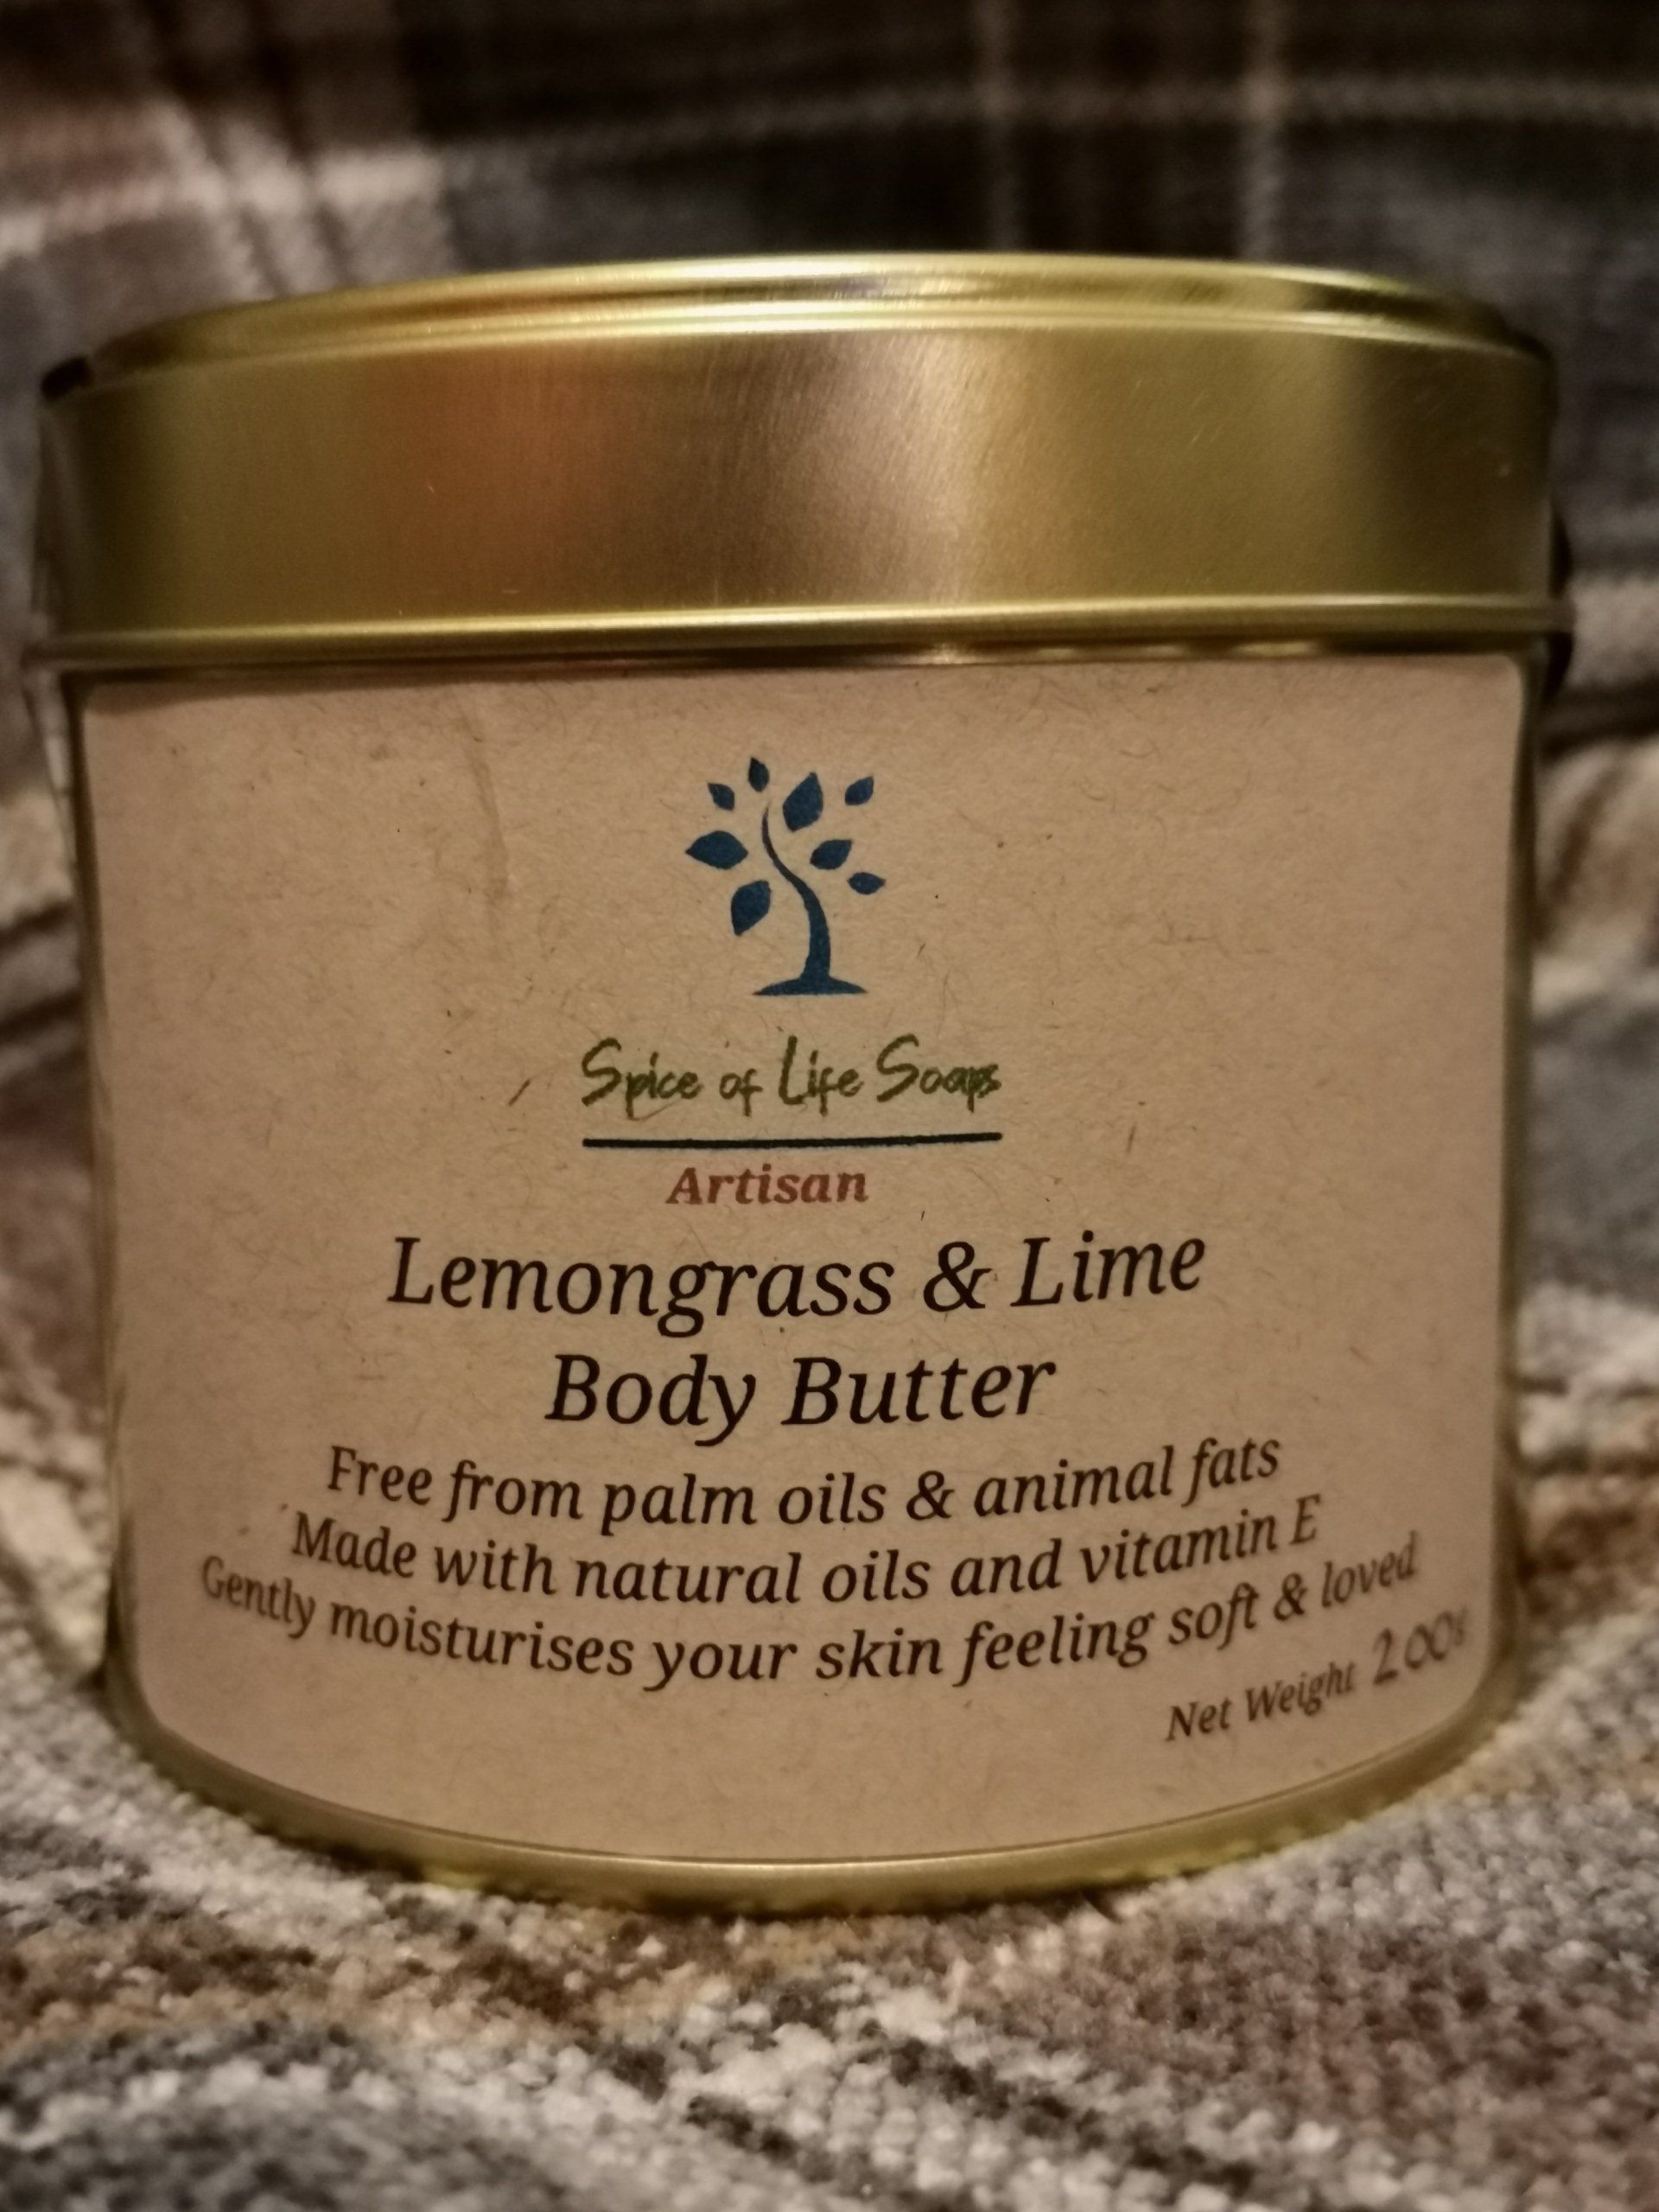 Spice of Life Soaps
Artisan
Lemongrass & Lime
Body Butter
Free from palm oils & animal fats
Made with natural oils and vitamin E
Gently moisturises your skin feeling soft & loved
Net Weight 200g